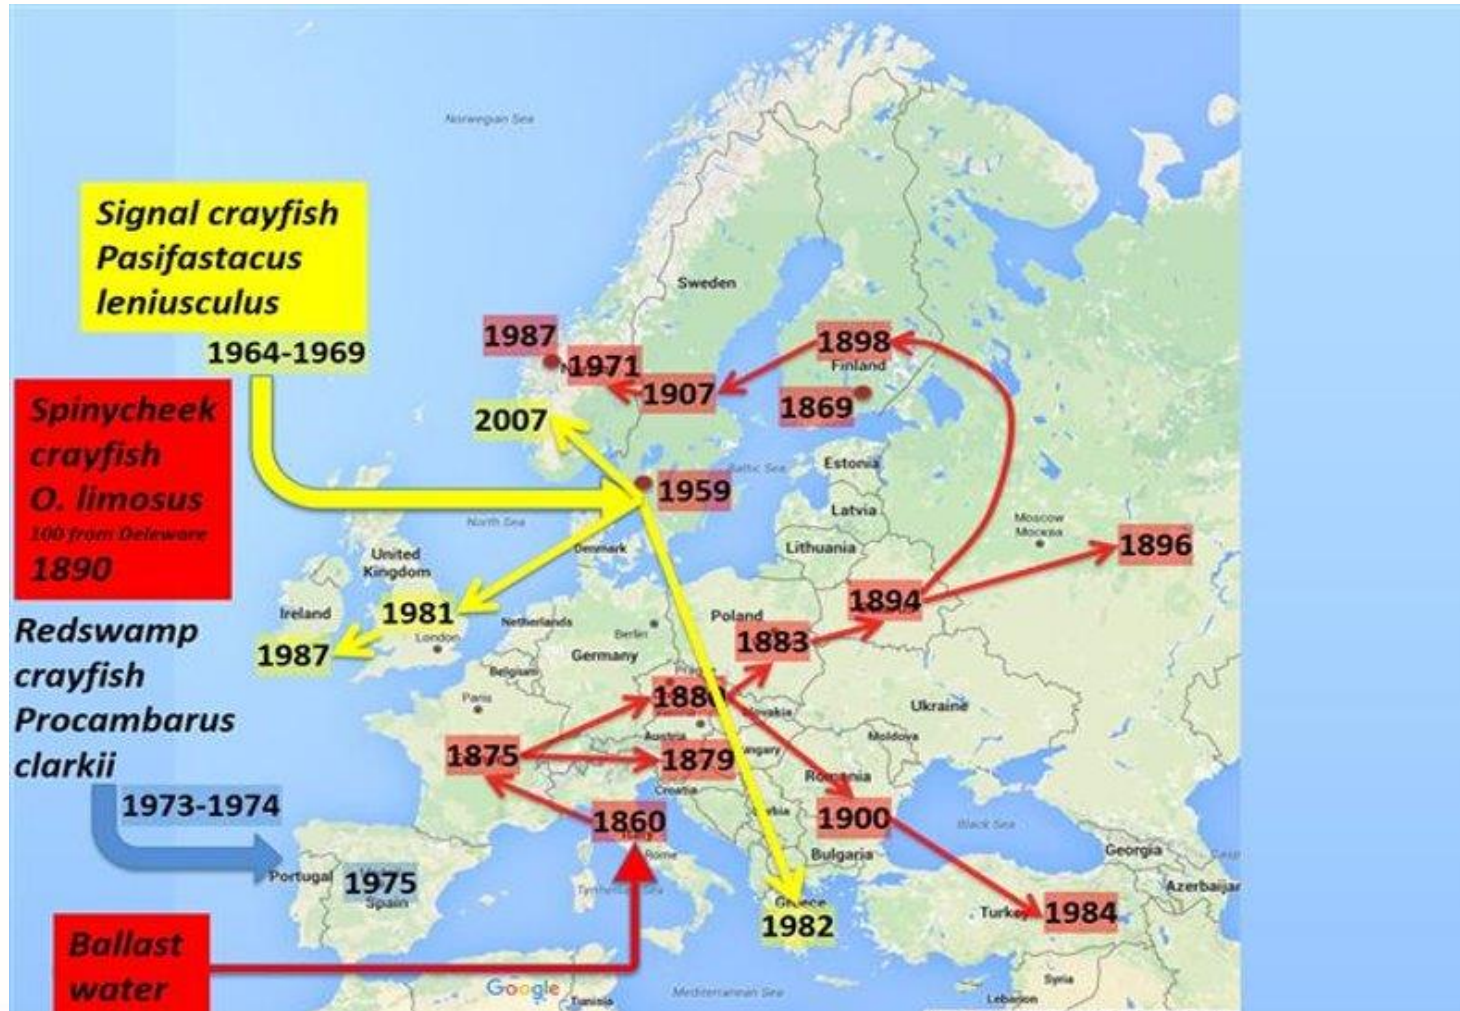 Norwegian Sea
Signal crayfish
Pasifastacus
leniusculus
1964-1969
Sweden
1987
1971
1898
Finland
1907
1869
2007
Spinycheek
crayfish
O. limosus
100 from Deleware
1890
Baltic Sea
Estonia
1959
Latvia
North Sea
Moscow
Москва
1896
Denmark
Lithuania
United
Kingdom
1894
Ireland
1981
London
Netherlands
Berlin
Poland
1883
1987
Germany
Belgium
Redswamp
crayfish
Procambarus
clarkii
Paris
1880
Slovakia
Ukraine
Austria
Moldova
1875
1879
Romania
Croatia
1973-1974
1860
Italy
Rome
1900
Bulgaria
Black Sea
Georgia
Azerbaijan
Portugal
1975
Spain
Tyrrhenian Sea
Greece
1982
Turkey
1984
Ballast
water
Google
Tunisia
Mediterranean Sea
Syria
Lebanon